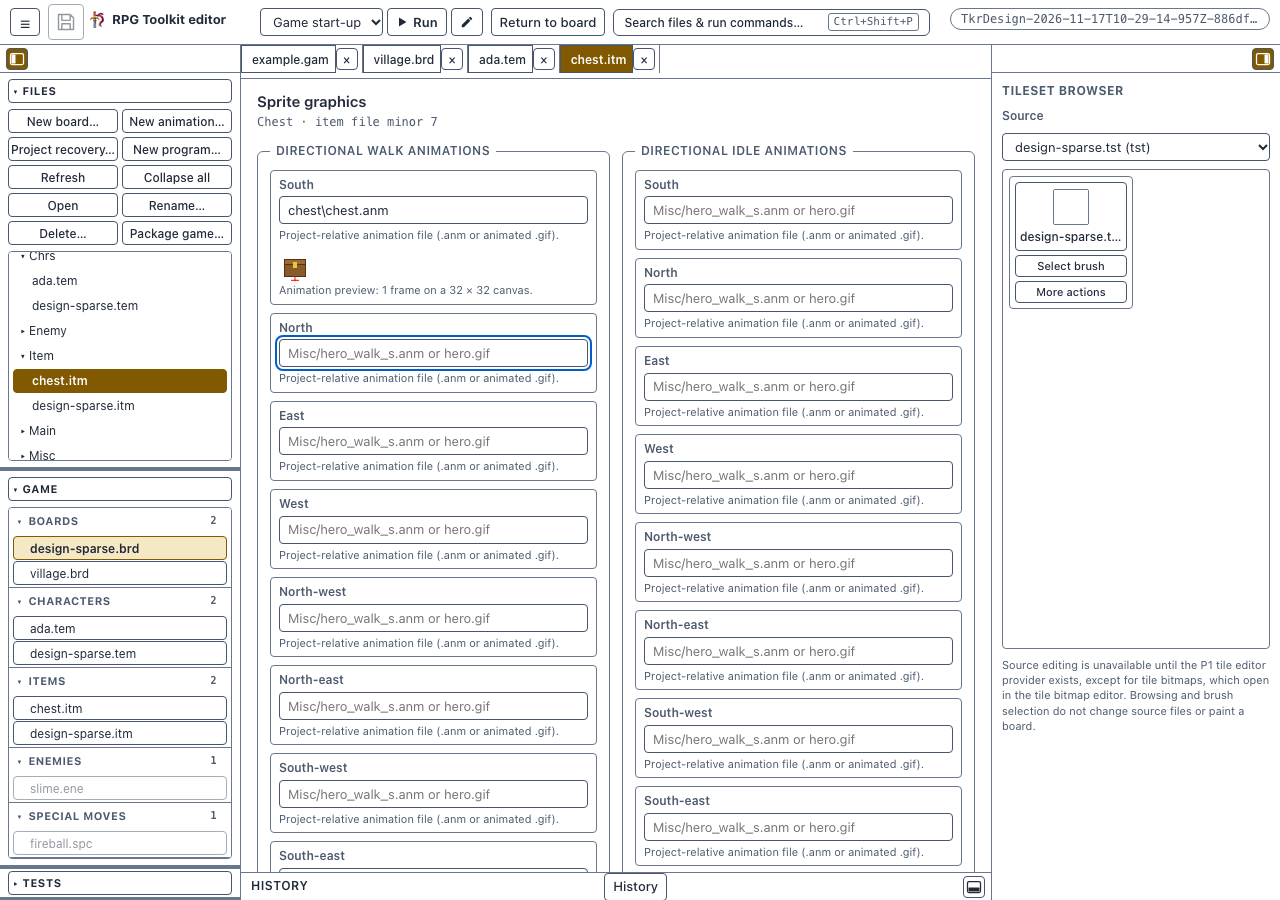 RPG Toolkit editor
Game start-up
Run
Return to board
Search files & run commands...
Ctrl+Shift+P
TkrDesign-2026-11-17T10-29-14-957Z-886df…
FILES
New board...
New animation...
Project recovery...
New program...
Refresh
Collapse all
Open
Rename...
Delete...
Package game...
Chrs
ada.tem
design-sparse.tem
Enemy
Item
chest.itm
design-sparse.itm
Main
Misc
GAME
BOARDS 2
design-sparse.brd
village.brd
CHARACTERS 2
ada.tem
design-sparse.tem
ITEMS 2
chest.itm
design-sparse.itm
ENEMIES 1
slime.ene
SPECIAL MOVES 1
fireball.spc
TESTS
example.gam ×
village.brd ×
ada.tem ×
chest.itm ×
Sprite graphics
Chest · item file minor 7
DIRECTIONAL WALK ANIMATIONS
South
chest\chest.anm
Project-relative animation file (.anm or animated .gif).
Animation preview: 1 frame on a 32 × 32 canvas.
North
Misc/hero_walk_s.anm or hero.gif
Project-relative animation file (.anm or animated .gif).
East
Misc/hero_walk_s.anm or hero.gif
Project-relative animation file (.anm or animated .gif).
West
Misc/hero_walk_s.anm or hero.gif
Project-relative animation file (.anm or animated .gif).
North-west
Misc/hero_walk_s.anm or hero.gif
Project-relative animation file (.anm or animated .gif).
North-east
Misc/hero_walk_s.anm or hero.gif
Project-relative animation file (.anm or animated .gif).
South-west
Misc/hero_walk_s.anm or hero.gif
Project-relative animation file (.anm or animated .gif).
South-east
DIRECTIONAL IDLE ANIMATIONS
South
Misc/hero_walk_s.anm or hero.gif
Project-relative animation file (.anm or animated .gif).
North
Misc/hero_walk_s.anm or hero.gif
Project-relative animation file (.anm or animated .gif).
East
Misc/hero_walk_s.anm or hero.gif
Project-relative animation file (.anm or animated .gif).
West
Misc/hero_walk_s.anm or hero.gif
Project-relative animation file (.anm or animated .gif).
North-west
Misc/hero_walk_s.anm or hero.gif
Project-relative animation file (.anm or animated .gif).
North-east
Misc/hero_walk_s.anm or hero.gif
Project-relative animation file (.anm or animated .gif).
South-west
Misc/hero_walk_s.anm or hero.gif
Project-relative animation file (.anm or animated .gif).
South-east
Misc/hero_walk_s.anm or hero.gif
Project-relative animation file (.anm or animated .gif).
HISTORY
History
TILESET BROWSER
Source
design-sparse.tst (tst)
design-sparse.t...
Select brush
More actions
Source editing is unavailable until the P1 tile editor
provider exists, except for tile bitmaps, which open
in the tile bitmap editor. Browsing and brush
selection do not change source files or paint a
board.